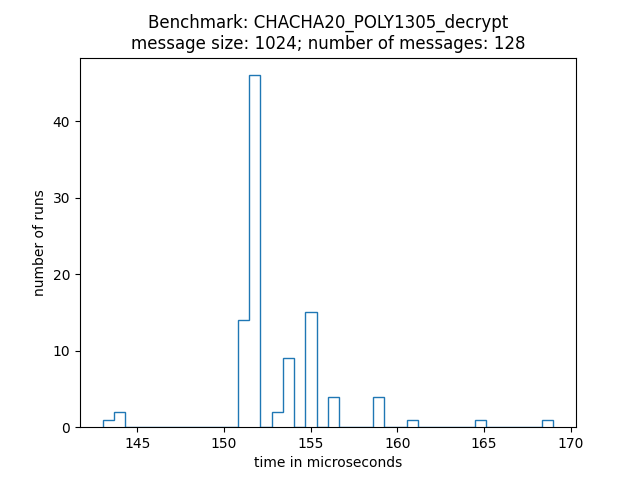 Benchmark: CHACHA20_POLY1305_decrypt
message size: 1024; number of messages: 128
number of runs
40
30
20
10
0
145 150 155 160 165 170
time in microseconds